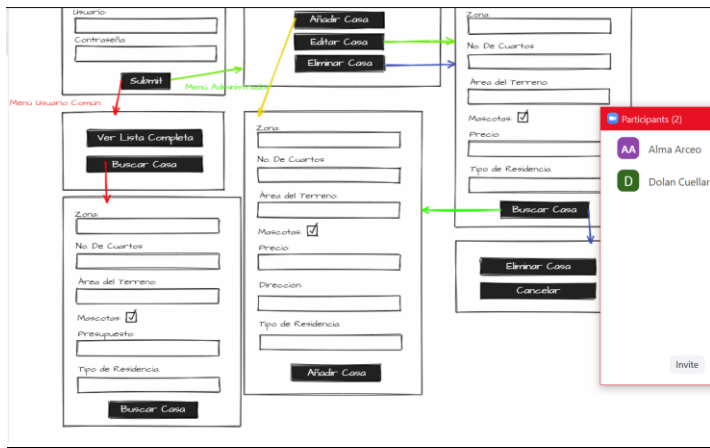 Usuario:
Contraseña:
Submit
Menú Administrador
Menú Usuario Común:
Ver Lista Completa
Buscar Casa
Zona:
No. De Cuartos
Área del Terreno:
Mascotas:
Presupuesto:
Tipo de Residencia:
Buscar Casa
Añadir Casa
Editar Casa
Eliminar Casa
Zona:
No. De Cuartos:
Área del Terreno:
Mascotas:
Precio:
Dirección:
Tipo de Residencia:
Añadir Casa
Zona:
No. De Cuartos
Área del Terreno:
Mascotas:
Precio:
Tipo de Residencia:
Buscar Casa
Eliminar Casa
Cancelar
Participants (2)
AA Alma Arceo
D Dolan Cuellar
Invite